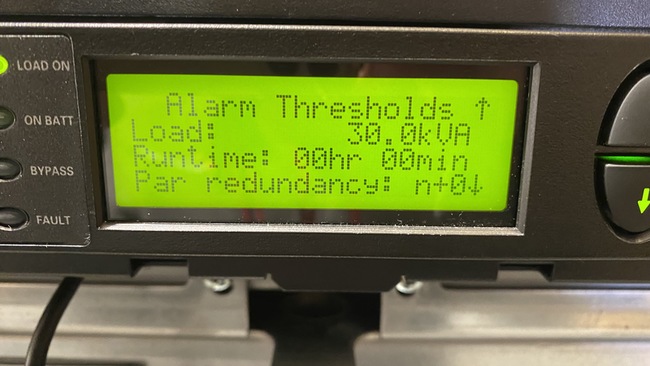 LOAD ON
ON BATT
BYPASS
FAULT
Alarm Thresholds ↑
Load: 30.0kVA
Runtime: 00hr 00min
Par redundancy: n+0↓